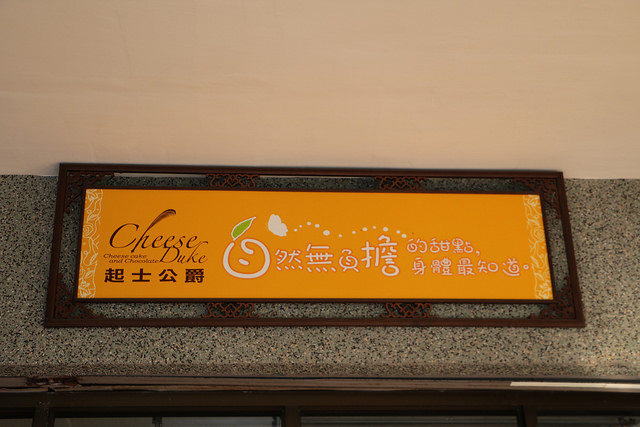 Cheese
Duke
Cheese cake
and Chocolate
起士公爵
自然無負擔的甜點,
身體最知道。